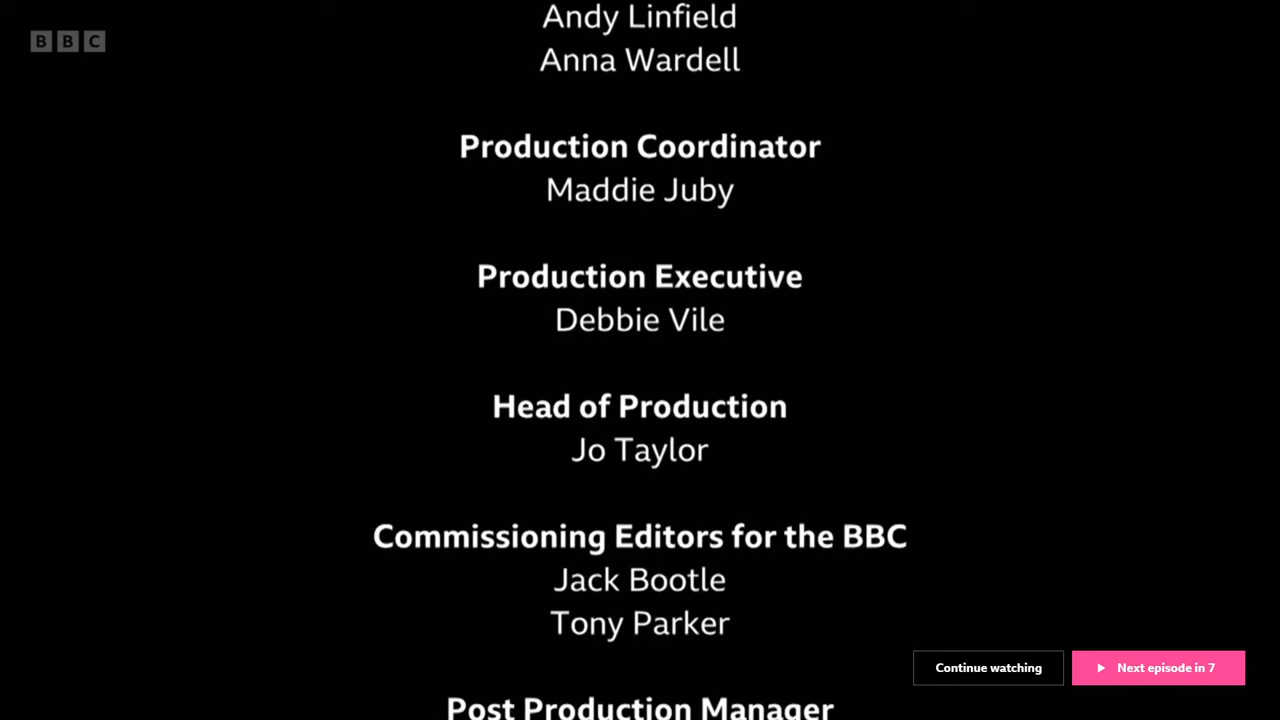 BBC
Andy Linfield
Anna Wardell
Production Coordinator
Maddie Juby
Production Executive
Debbie Vile
Head of Production
Jo Taylor
Commissioning Editors for the BBC
Jack Bootle
Tony Parker
Continue watching
Next episode in 7
Post Production Manager